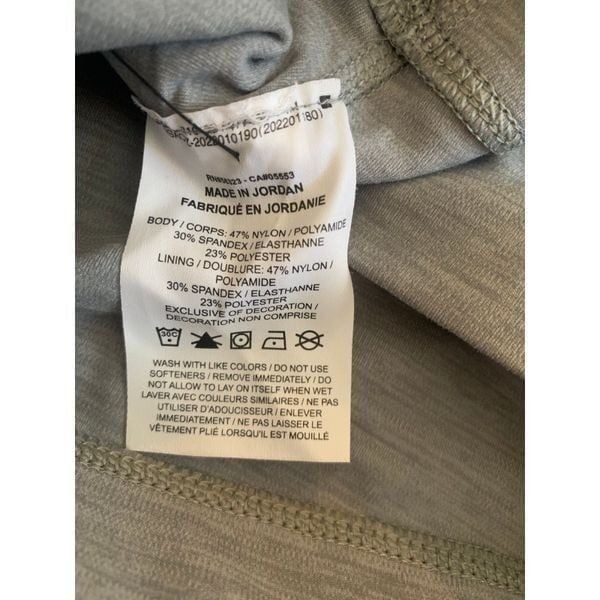 MADE IN JORDAN
FABRIQUÉ EN JORDANIE
BODY / CORPS: 47% NYLON / POLYAMIDE
30% SPANDEX / ELASTHANNE
23% POLYESTER
LINING / DOUBLURE: 47% NYLON /
POLYAMIDE
30% SPANDEX / ELASTHANNE
23% POLYESTER
EXCLUSIVE OF DECORATION /
DECORATION NON COMPRISE
30C
WASH WITH LIKE COLORS / DO NOT USE
SOFTENERS / REMOVE IMMEDIATELY / DO
NOT ALLOW TO LAY ON ITSELF WHEN WET
LAVER AVEC COULEURS SIMILAIRES / NE PAS
UTILISER D'ADOUCISSEUR / ENLEVER
IMMÉDIATEMENT / NE PAS LAISSER LE
VÊTEMENT PLIÉ LORSQU'IL EST MOUILLÉ